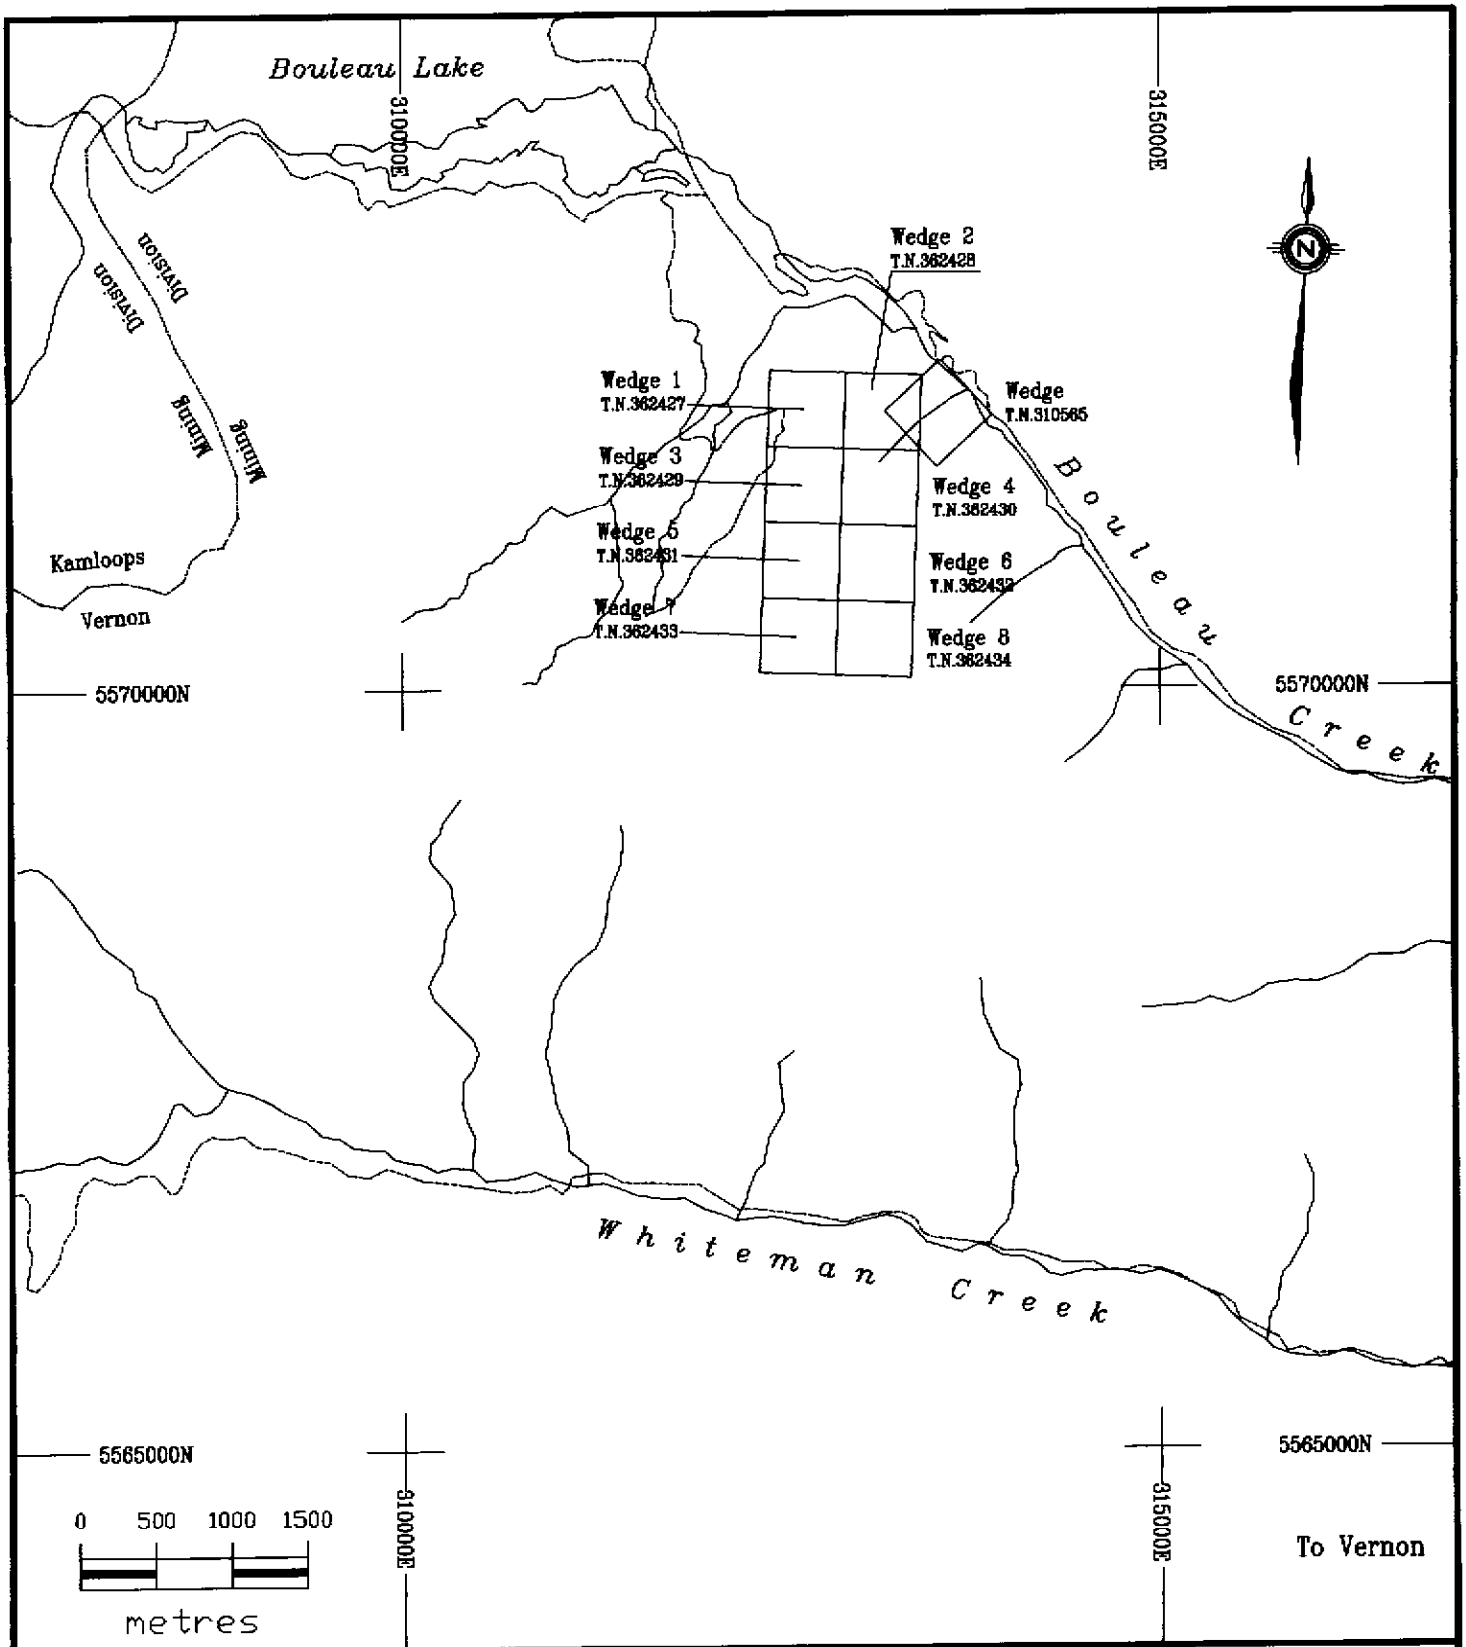 Bouleau Lake
310000E
315000E
N
Wedge 2
T.N.362428
Division
Division
Mining
Mining
Wedge 1
T.N.362427
Wedge
T.N.310565
Wedge 3
T.N.362429
Wedge 4
T.N.362430
Wedge 5
T.N.362431
Wedge 6
T.N.362432
Wedge 7
T.N.362433
Wedge 8
T.N.362434
Kamloops
Vernon
Bouleau Creek
5570000N
5570000N
Whiteman Creek
5565000N
5565000N
310000E
315000E
0 500 1000 1500
metres
To Vernon